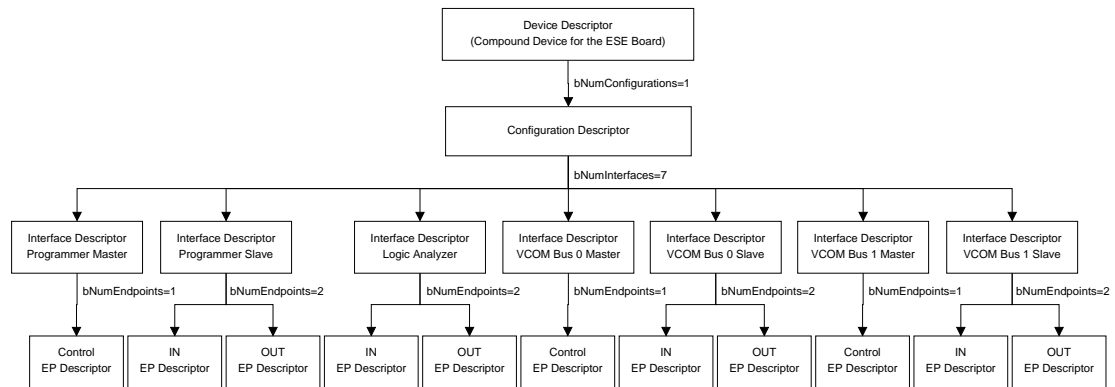 Device Descriptor
(Compound Device for the ESE Board)
bNumConfigurations=1
Configuration Descriptor
bNumInterfaces=7
Interface Descriptor
Programmer Master
Interface Descriptor
Programmer Slave
Interface Descriptor
Logic Analyzer
Interface Descriptor
VCOM Bus 0 Master
Interface Descriptor
VCOM Bus 0 Slave
Interface Descriptor
VCOM Bus 1 Master
Interface Descriptor
VCOM Bus 1 Slave
bNumEndpoints=1
bNumEndpoints=2
bNumEndpoints=2
bNumEndpoints=1
bNumEndpoints=2
bNumEndpoints=1
bNumEndpoints=2
Control
EP Descriptor
IN
EP Descriptor
OUT
EP Descriptor
IN
EP Descriptor
OUT
EP Descriptor
Control
EP Descriptor
IN
EP Descriptor
OUT
EP Descriptor
Control
EP Descriptor
IN
EP Descriptor
OUT
EP Descriptor